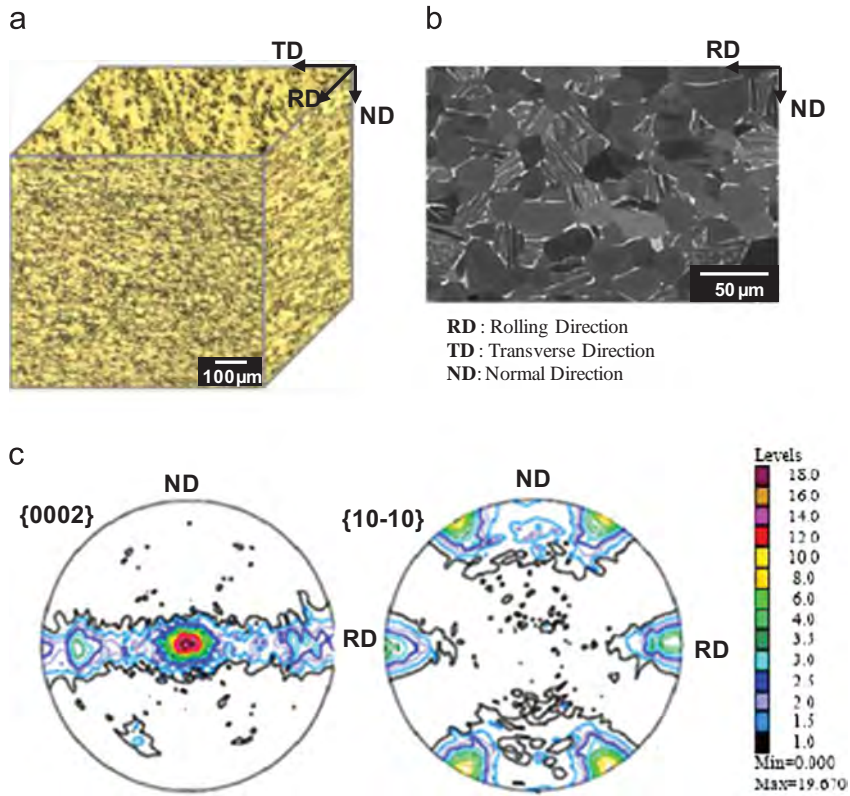 a
TD
RD
ND
100µm
b
RD
ND
50 µm
RD : Rolling Direction
TD : Transverse Direction
ND: Normal Direction
c
{0002}
ND
RD
{10-10}
ND
RD
Levels
18.0
16.0
14.0
12.0
10.0
8.0
6.0
4.0
3.5
3.0
2.5
2.0
1.5
1.0
Min=0.000
Max=19.670